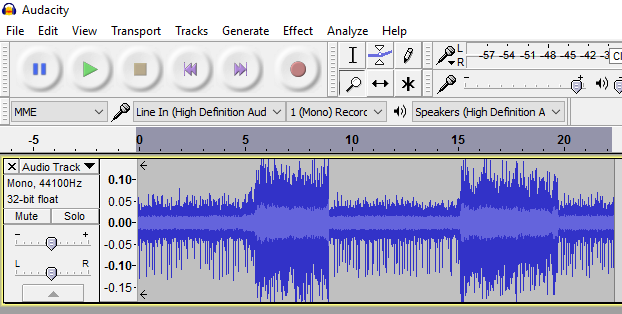 Audacity
File Edit View Transport Tracks Generate Effect Analyze Help
L
R
-57 -54 -51 -48 -45 -42 -3
MME Line In (High Definition Aud 1 (Mono) Recorc Speakers (High Definition A
-5 0 5 10 15 20
Audio Track
Mono, 44100Hz
32-bit float
Mute Solo
- +
L R
0.10
0.05
0.00
-0.05
-0.10
-0.15